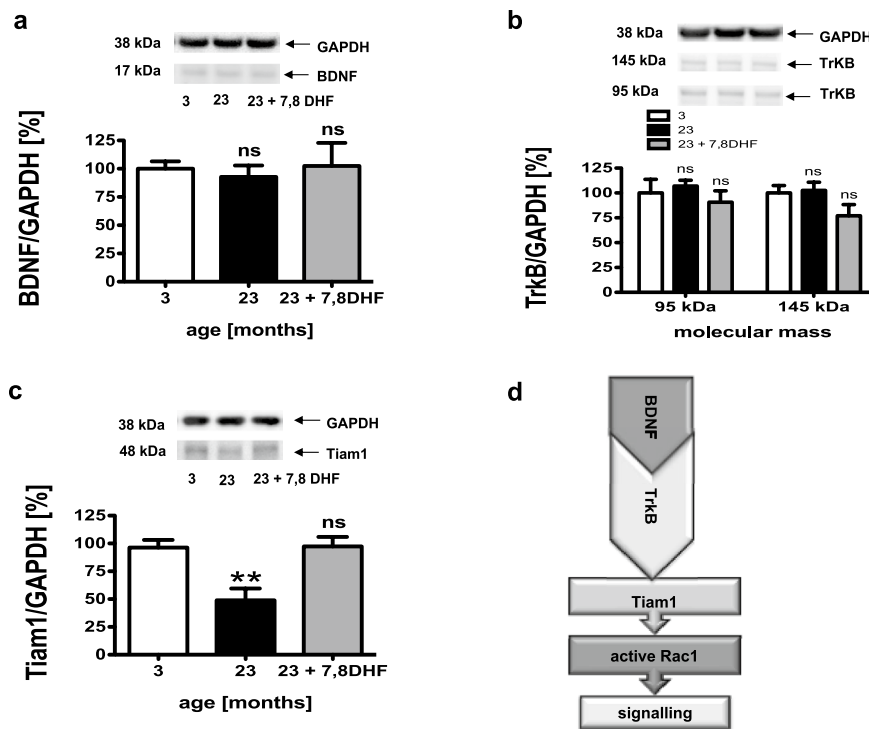 a
38 kDa
GAPDH
17 kDa
BDNF
3 23 23 + 7,8 DHF
BDNF/GAPDH [%]
125
100
75
50
25
0
ns
ns
3 23 23 + 7,8DHF
age [months]
b
38 kDa
GAPDH
145 kDa
TrKB
95 kDa
TrKB
3
23
23 + 7,8DHF
TrkB/GAPDH [%]
125
100
75
50
25
0
ns
ns
ns
ns
95 kDa 145 kDa
molecular mass
c
38 kDa
GAPDH
48 kDa
Tiam1
3 23 23 + 7,8 DHF
Tiam1/GAPDH [%]
125
100
75
50
25
0
**
ns
3 23 23 + 7,8DHF
age [months]
d
BDNF
TrkB
Tiam1
active Rac1
signalling